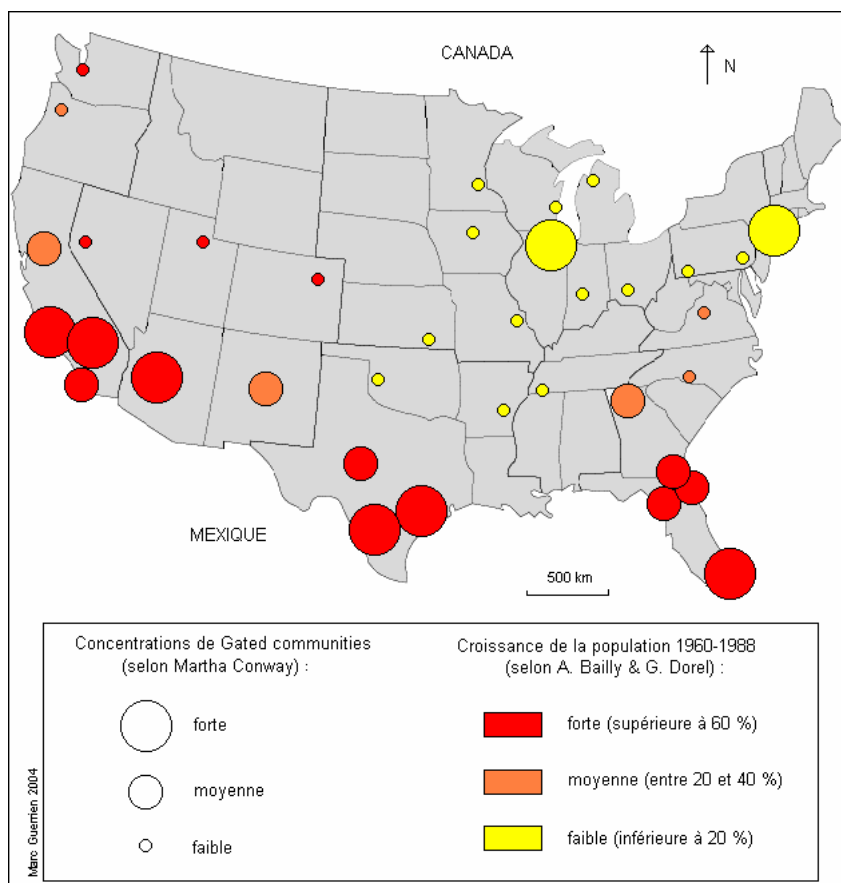 CANADA
N
MEXIQUE
500 km
Concentrations de Gated communities
(selon Martha Conway) :
forte
moyenne
faible
Croissance de la population 1960-1988
(selon A. Bailly & G. Dorel) :
forte (supérieure à 60 %)
moyenne (entre 20 et 40 %)
faible (inférieure à 20 %)
Marc Guerrien 2004